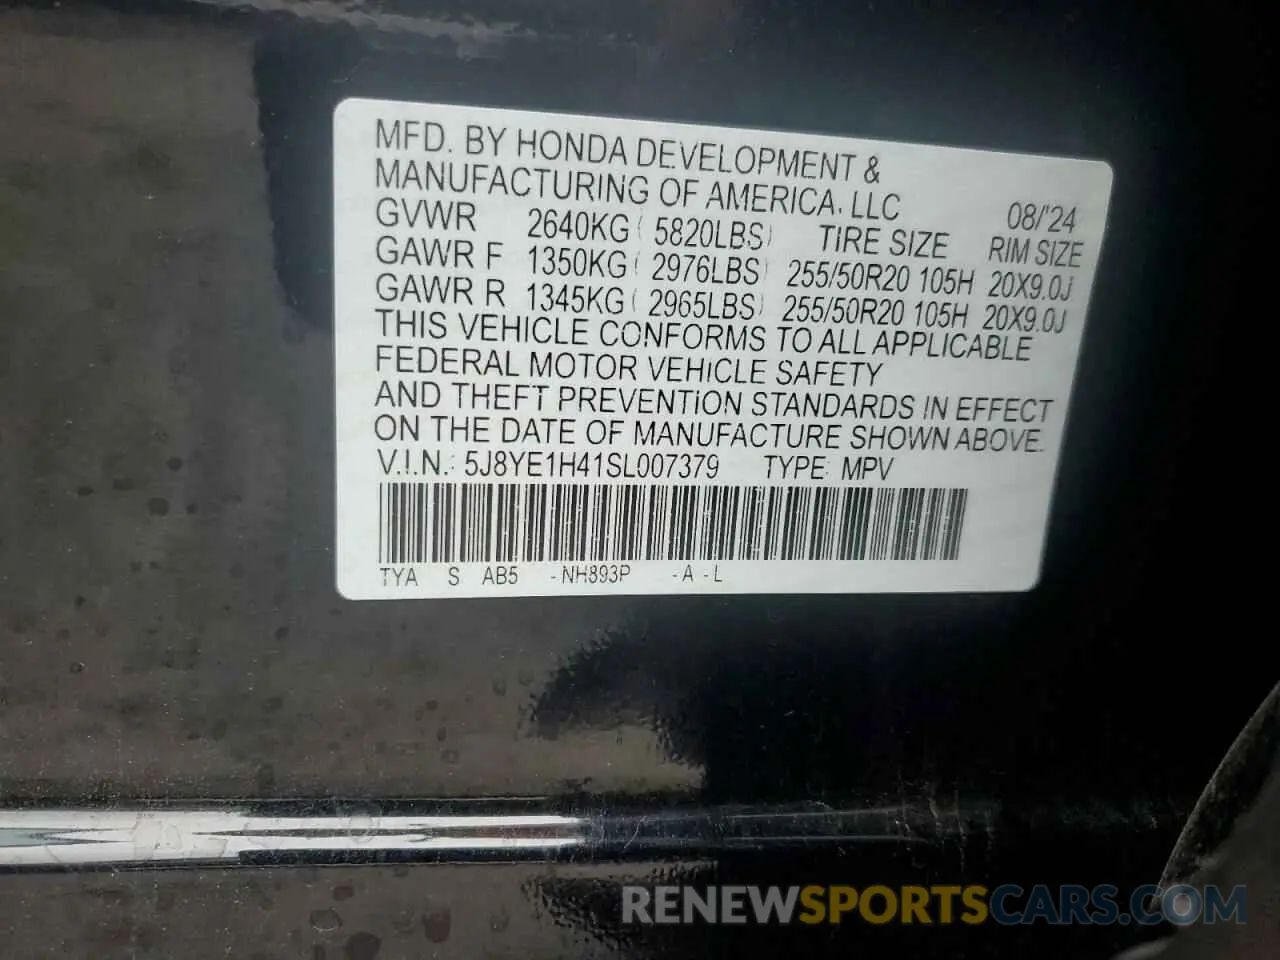 MFD. BY HONDA DEVELOPMENT &
MANUFACTURING OF AMERICA, LLC 08/'24
GVWR 2640KG ( 5820LBS) TIRE SIZE RIM SIZE
GAWR F 1350KG ( 2976LBS) 255/50R20 105H 20X9.0J
GAWR R 1345KG ( 2965LBS) 255/50R20 105H 20X9.0J
THIS VEHICLE CONFORMS TO ALL APPLICABLE
FEDERAL MOTOR VEHICLE SAFETY
AND THEFT PREVENTION STANDARDS IN EFFECT
ON THE DATE OF MANUFACTURE SHOWN ABOVE.
V.I.N.: 5J8YE1H41SL007379 TYPE: MPV
TYA S AB5 -NH893P -A -L
RENEWSPORTSCARS.COM